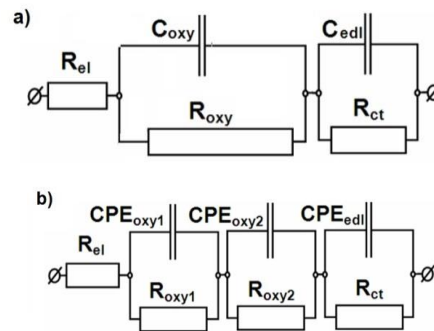 a)
C_oxy C_edl
R_el
R_oxy R_ct
b)
CPE_oxy1 CPE_oxy2 CPE_edl
R_el
R_oxy1 R_oxy2 R_ct